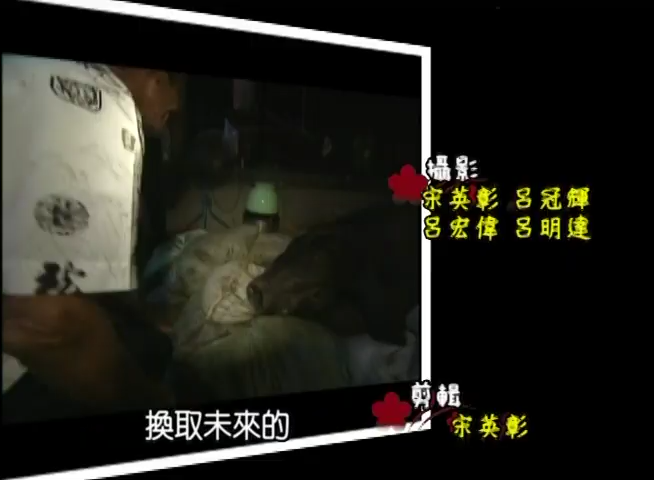 攝影
宋英彰 呂冠輝
呂宏偉 呂明達
剪輯
宋英彰
換取未來的